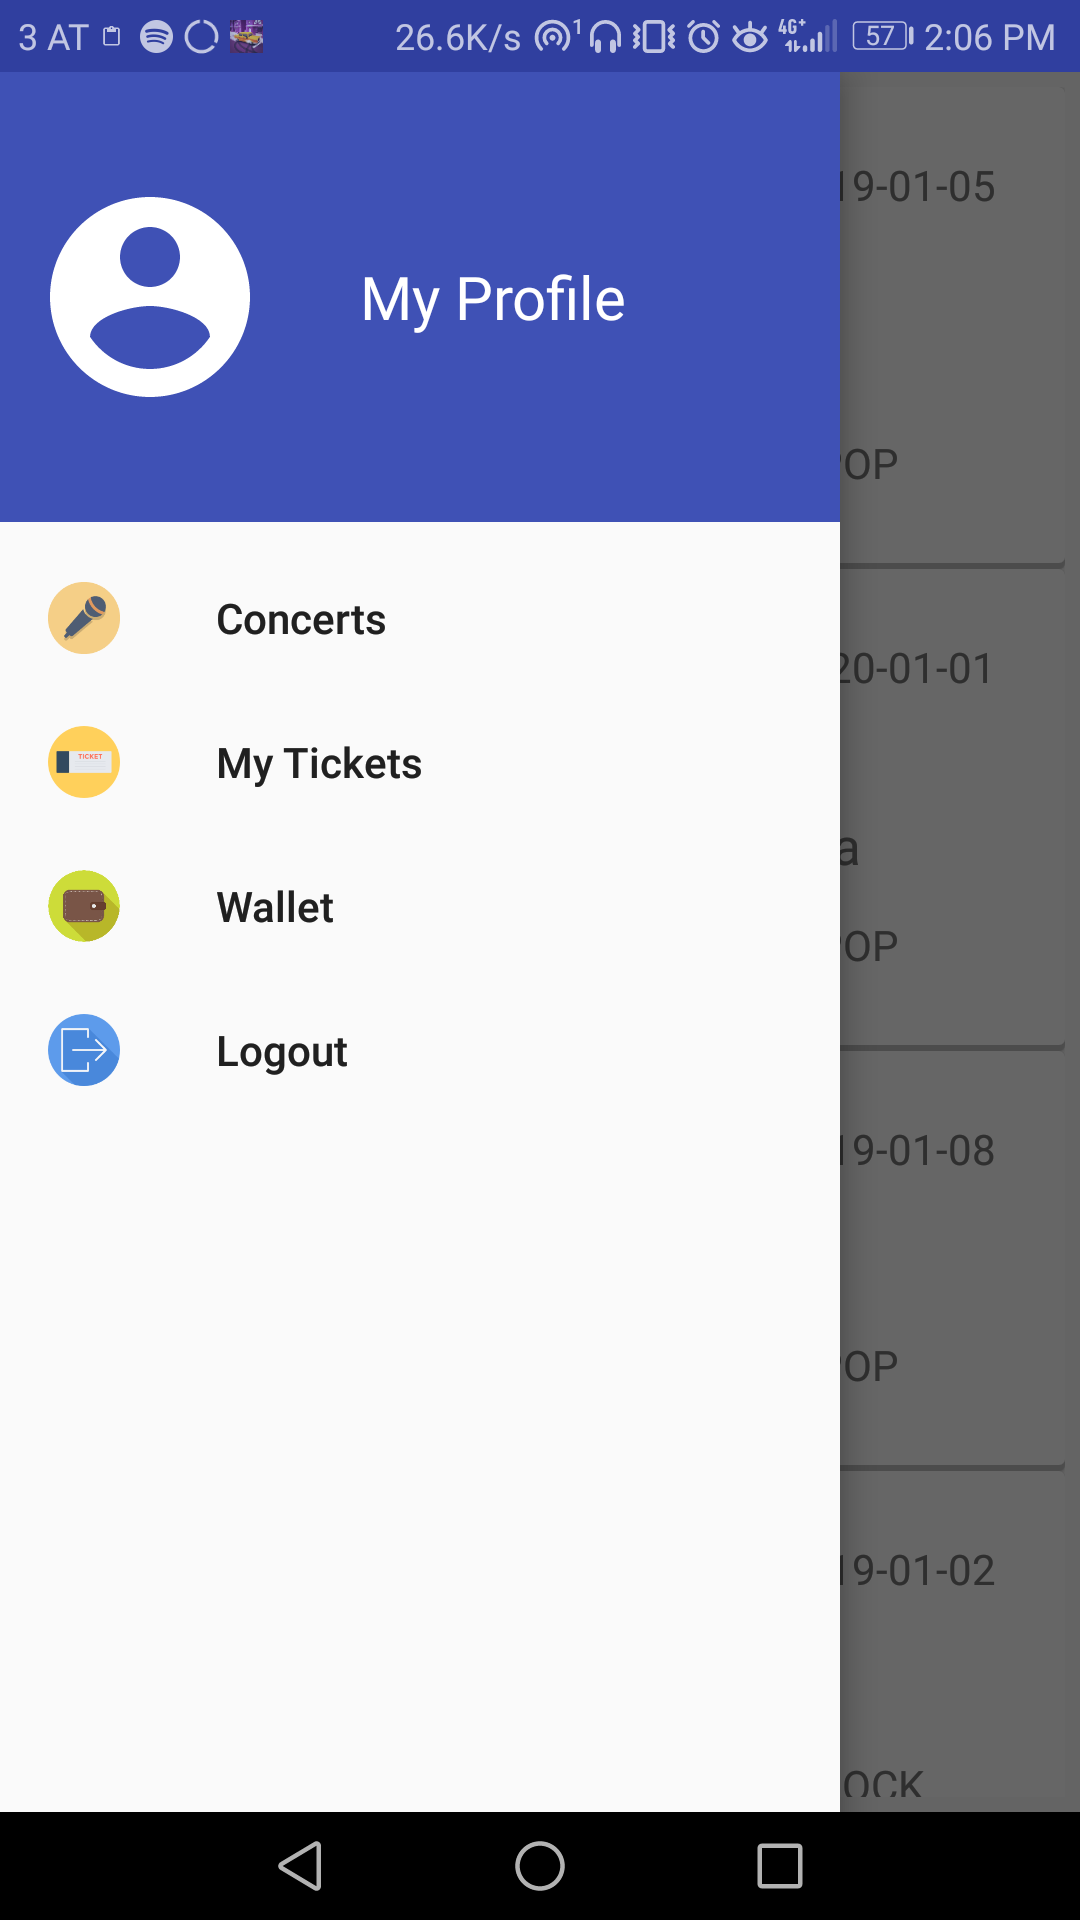 3 AT 26.6K/s 1 4G+ 57 2:06 PM
My Profile
Concerts
My Tickets
TICKET
Wallet
Logout
19-01-05
OP
20-01-01
a
OP
19-01-08
OP
19-01-02
OCK